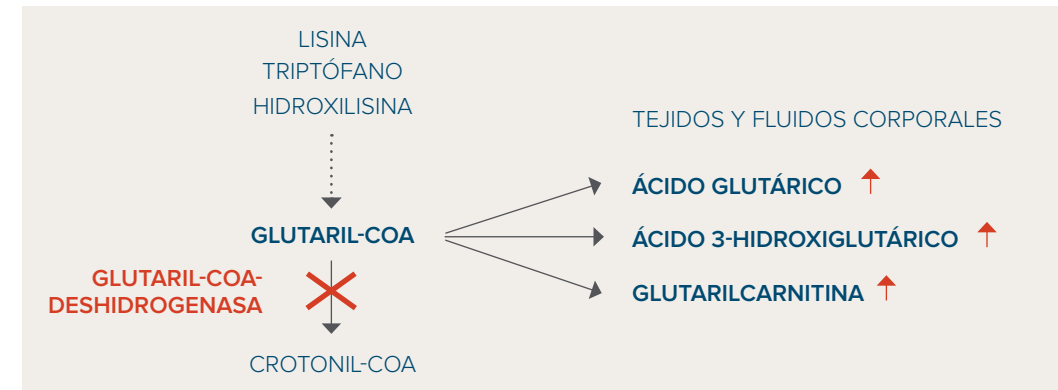 LISINA
TRIPTÓFANO
HIDROXILISINA
TEJIDOS Y FLUIDOS CORPORALES
ÁCIDO GLUTÁRICO
GLUTARIL-COA
ÁCIDO 3-HIDROXIGLUTÁRICO
GLUTARIL-COA-
DESHIDROGENASA
GLUTARILCARNITINA
CROTONIL-COA